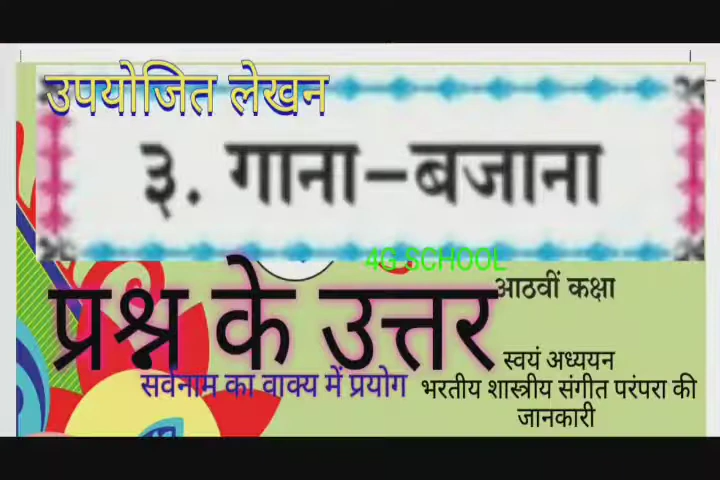 उपयोजित लेखन
३. गाना-बजाना
4G SCHOOL
आठवीं कक्षा
प्रश्न के उत्तर
स्वयं अध्ययन
सर्वनाम का वाक्य में प्रयोग
भरतीय शास्त्रीय संगीत परंपरा की
जानकारी